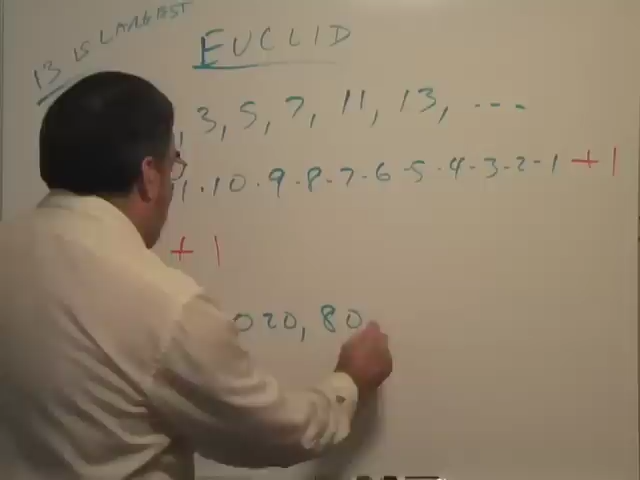 13 IS LARGEST
EUCLID
, 3, 5, 7, 11, 13, ...
1 · 10 · 9 · 8 · 7 · 6 · 5 · 4 · 3 · 2 · 1 + 1
+ 1
020, 80